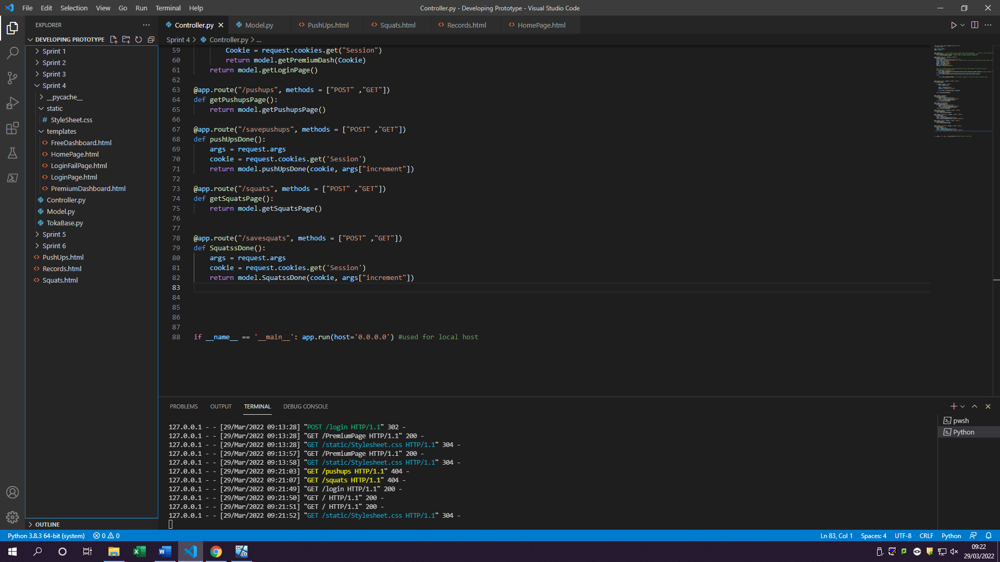 File Edit Selection View Go Run Terminal Help
Controller.py - Developing Prototype - Visual Studio Code
EXPLORER
DEVELOPING PROTOTYPE
Sprint 1
Sprint 2
Sprint 3
Sprint 4
__pycache__
static
# StyleSheet.css
templates
<> FreeDashboard.html
<> HomePage.html
<> LoginFailPage.html
<> LoginPage.html
<> PremiumDashboard.html
Controller.py
Model.py
TokaBase.py
Sprint 5
Sprint 6
<> PushUps.html
<> Records.html
<> Squats.html
OUTLINE
Controller.py Model.py <> PushUps.html <> Squats.html <> Records.html <> HomePage.html
Sprint 4 > Controller.py > ...
59 Cookie = request.cookies.get("Session")
60 return model.getPremiumDash(Cookie)
61 return model.getLoginPage()
62
63 @app.route("/pushups", methods = ["POST" ,"GET"])
64 def getPushupsPage():
65 return model.getPushupsPage()
66
67 @app.route("/savepushups", methods = ["POST" ,"GET"])
68 def pushUpsDone():
69 args = request.args
70 cookie = request.cookies.get('Session')
71 return model.pushUpsDone(cookie, args["increment"])
72
73 @app.route("/squats", methods = ["POST" ,"GET"])
74 def getSquatsPage():
75 return model.getSquatsPage()
76
77
78 @app.route("/savesquats", methods = ["POST" ,"GET"])
79 def SquatssDone():
80 args = request.args
81 cookie = request.cookies.get('Session')
82 return model.SquatssDone(cookie, args["increment"])
83
84
85
86
87
88 if __name__ == '__main__': app.run(host='0.0.0.0') #used for local host
PROBLEMS OUTPUT TERMINAL DEBUG CONSOLE
127.0.0.1 - - [29/Mar/2022 09:13:28] "POST /login HTTP/1.1" 302 -
127.0.0.1 - - [29/Mar/2022 09:13:28] "GET /PremiumPage HTTP/1.1" 200 -
127.0.0.1 - - [29/Mar/2022 09:13:28] "GET /static/Stylesheet.css HTTP/1.1" 304 -
127.0.0.1 - - [29/Mar/2022 09:13:57] "GET /PremiumPage HTTP/1.1" 200 -
127.0.0.1 - - [29/Mar/2022 09:13:58] "GET /static/Stylesheet.css HTTP/1.1" 304 -
127.0.0.1 - - [29/Mar/2022 09:21:03] "GET /pushups HTTP/1.1" 404 -
127.0.0.1 - - [29/Mar/2022 09:21:07] "GET /squats HTTP/1.1" 404 -
127.0.0.1 - - [29/Mar/2022 09:21:49] "GET /login HTTP/1.1" 200 -
127.0.0.1 - - [29/Mar/2022 09:21:50] "GET / HTTP/1.1" 200 -
127.0.0.1 - - [29/Mar/2022 09:21:51] "GET / HTTP/1.1" 200 -
127.0.0.1 - - [29/Mar/2022 09:21:52] "GET /static/Stylesheet.css HTTP/1.1" 304 -
pwsh
Python
Python 3.8.3 64-bit (system) 0 0
Ln 83, Col 1 Spaces: 4 UTF-8 CRLF Python
09:22
29/03/2022